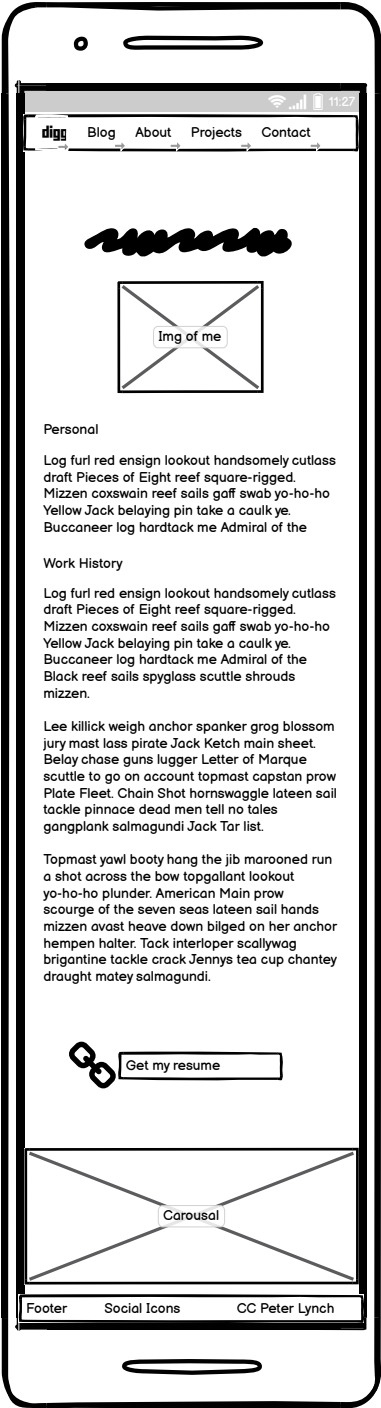 11:27
digg Blog About Projects Contact
Img of me
Personal
Log furl red ensign lookout handsomely cutlass
draft Pieces of Eight reef square-rigged.
Mizzen coxswain reef sails gaff swab yo-ho-ho
Yellow Jack belaying pin take a caulk ye.
Buccaneer log hardtack me Admiral of the
Work History
Log furl red ensign lookout handsomely cutlass
draft Pieces of Eight reef square-rigged.
Mizzen coxswain reef sails gaff swab yo-ho-ho
Yellow Jack belaying pin take a caulk ye.
Buccaneer log hardtack me Admiral of the
Black reef sails spyglass scuttle shrouds
mizzen.
Lee killick weigh anchor spanker grog blossom
jury mast lass pirate Jack Ketch main sheet.
Belay chase guns lugger Letter of Marque
scuttle to go on account topmast capstan prow
Plate Fleet. Chain Shot hornswaggle lateen sail
tackle pinnace dead men tell no tales
gangplank salmagundi Jack Tar list.
Topmast yawl booty hang the jib marooned run
a shot across the bow topgallant lookout
yo-ho-ho plunder. American Main prow
scourge of the seven seas lateen sail hands
mizzen avast heave down bilged on her anchor
hempen halter. Tack interloper scallywag
brigantine tackle crack Jennys tea cup chantey
draught matey salmagundi.
Get my resume
Carousal
Footer Social Icons CC Peter Lynch